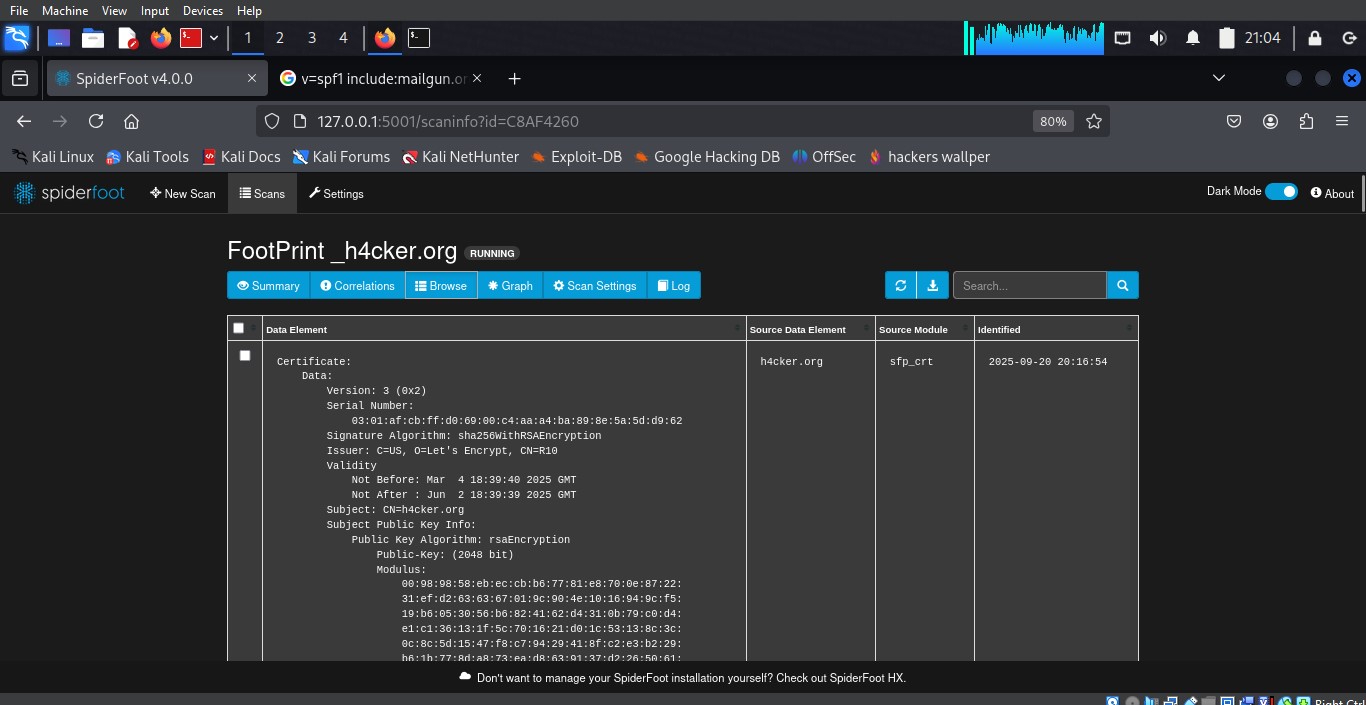 File Machine View Input Devices Help
1 2 3 4 21:04
SpiderFoot v4.0.0 v=spf1 include:mailgun.or
127.0.0.1:5001/scaninfo?id=C8AF4260 80%
Kali Linux Kali Tools Kali Docs Kali Forums Kali NetHunter Exploit-DB Google Hacking DB OffSec hackers wallper
spiderfoot New Scan Scans Settings Dark Mode About
FootPrint _h4cker.org RUNNING
Summary Correlations Browse Graph Scan Settings Log Search...
Data Element Source Data Element Source Module Identified
Certificate: h4cker.org sfp_crt 2025-09-20 20:16:54
Data:
Version: 3 (0x2)
Serial Number:
03:01:af:cb:ff:d0:69:00:c4:aa:a4:ba:89:8e:5a:5d:d9:62
Signature Algorithm: sha256WithRSAEncryption
Issuer: C=US, O=Let's Encrypt, CN=R10
Validity
Not Before: Mar  4 18:39:40 2025 GMT
Not After : Jun  2 18:39:39 2025 GMT
Subject: CN=h4cker.org
Subject Public Key Info:
Public Key Algorithm: rsaEncryption
Public-Key: (2048 bit)
Modulus:
00:98:98:58:eb:ec:cb:b6:77:81:e8:70:0e:87:22:
31:ef:d2:63:63:67:01:9c:90:4e:10:16:94:9c:f5:
19:b6:05:30:56:b6:82:41:62:d4:31:0b:79:c0:d4:
e1:c1:36:13:1f:5c:70:16:21:d0:1c:53:13:8c:3c:
0c:8c:5d:15:47:f8:c7:94:29:41:8f:c2:e3:b2:29:
b6:1b:77:8d:a8:73:ea:d8:63:91:37:d2:26:50:61:
Don't want to manage your SpiderFoot installation yourself? Check out SpiderFoot HX.
Right Ctrl